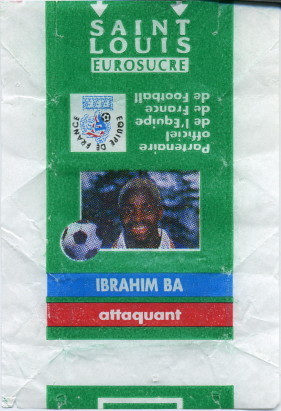 SAINT
LOUIS
EUROSUCRE
Partenaire
officiel
de l'Equipe
de France
de Football
F.F.F.
EQUIPE DE FRANCE
IBRAHIM BA
attaquant